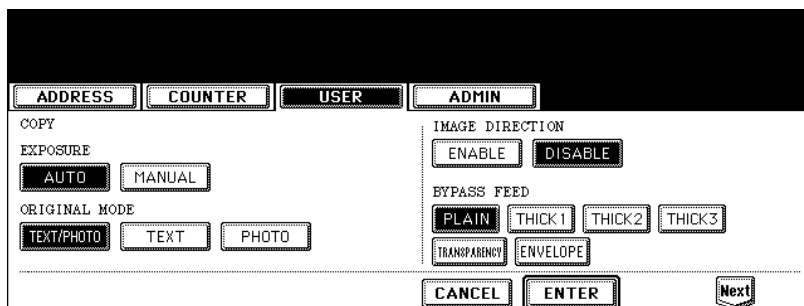 ADDRESS COUNTER USER ADMIN
COPY
EXPOSURE
AUTO MANUAL
ORIGINAL MODE
TEXT/PHOTO TEXT PHOTO
IMAGE DIRECTION
ENABLE DISABLE
BYPASS FEED
PLAIN THICK1 THICK2 THICK3
TRANSPARENCY ENVELOPE
CANCEL ENTER Next